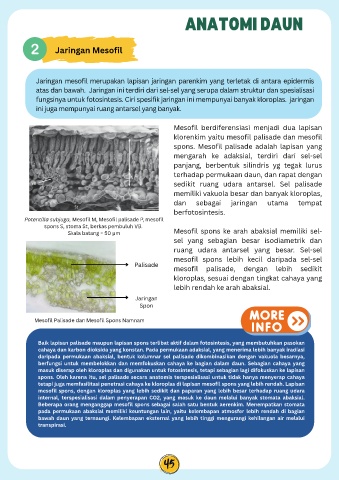 ANATOMI DAUN
2 Jaringan Mesofil
Jaringan mesofil merupakan lapisan jaringan parenkim yang terletak di antara epidermis
atas dan bawah. Jaringan ini terdiri dari sel-sel yang serupa dalam struktur dan spesialisasi
fungsinya untuk fotosintesis. Ciri spesifik jaringan ini mempunyai banyak kloroplas. jaringan
ini juga mempunyai ruang antarsel yang banyak.
Mesofil berdiferensiasi menjadi dua lapisan
klorenkim yaitu mesofil palisade dan mesofil
spons. Mesofil palisade adalah lapisan yang
mengarah ke adaksial, terdiri dari sel-sel
panjang, berbentuk silindris yg tegak lurus
terhadap permukaan daun, dan rapat dengan
sedikit ruang udara antarsel. Sel palisade
memiliki vakuola besar dan banyak kloroplas,
dan sebagai jaringan utama tempat
berfotosintesis.
Potencilla subjuga, Mesofil M, Mesofil palisade P, mesofil
spons S, stoma St, berkas pembuluh VB.
Skala batang = 50 μm
Mesofil spons ke arah abaksial memiliki sel-
sel yang sebagian besar isodiametrik dan
ruang udara antarsel yang besar. Sel-sel
mesofil spons lebih kecil daripada sel-sel
mesofil palisade, dengan lebih sedikit
kloroplas, sesuai dengan tingkat cahaya yang
lebih rendah ke arah abaksial.
Palisade
Jaringan
Spon
Mesofil Palisade dan Mesofil Spons Namnam
MORE
INFO
Baik lapisan palisade maupun lapisan spons terlibat aktif dalam fotosintesis, yang membutuhkan pasokan
cahaya dan karbon dioksida yang konstan. Pada permukaan adaksial, yang menerima lebih banyak insolasi
daripada permukaan abaksial, bentuk columnar sel palisade dikombinasikan dengan vakuola besarnya,
berfungsi untuk membelokkan dan memfokuskan cahaya ke bagian dalam daun. Sebagian cahaya yang
masuk diserap oleh kloroplas dan digunakan untuk fotosintesis, tetapi sebagian lagi difokuskan ke lapisan
spons. Oleh karena itu, sel palisade secara anatomis terspesialisasi untuk tidak hanya menyerap cahaya
tetapi juga memfasilitasi penetrasi cahaya ke kloroplas di lapisan mesofil spons yang lebih rendah. Lapisan
mesofil spons, dengan kloroplas yang lebih sedikit dan paparan yang lebih besar terhadap ruang udara
internal, terspesialisasi dalam penyerapan CO2, yang masuk ke daun melalui banyak stomata abaksial.
Beberapa orang menganggap mesofil spons sebagai salah satu bentuk aerenkim. Menempatkan stomata
pada permukaan abaksial memiliki keuntungan lain, yaitu kelembapan atmosfer lebih rendah di bagian
bawah daun yang ternaungi. Kelembapan eksternal yang lebih tinggi mengurangi kehilangan air melalui
transpirasi.
45